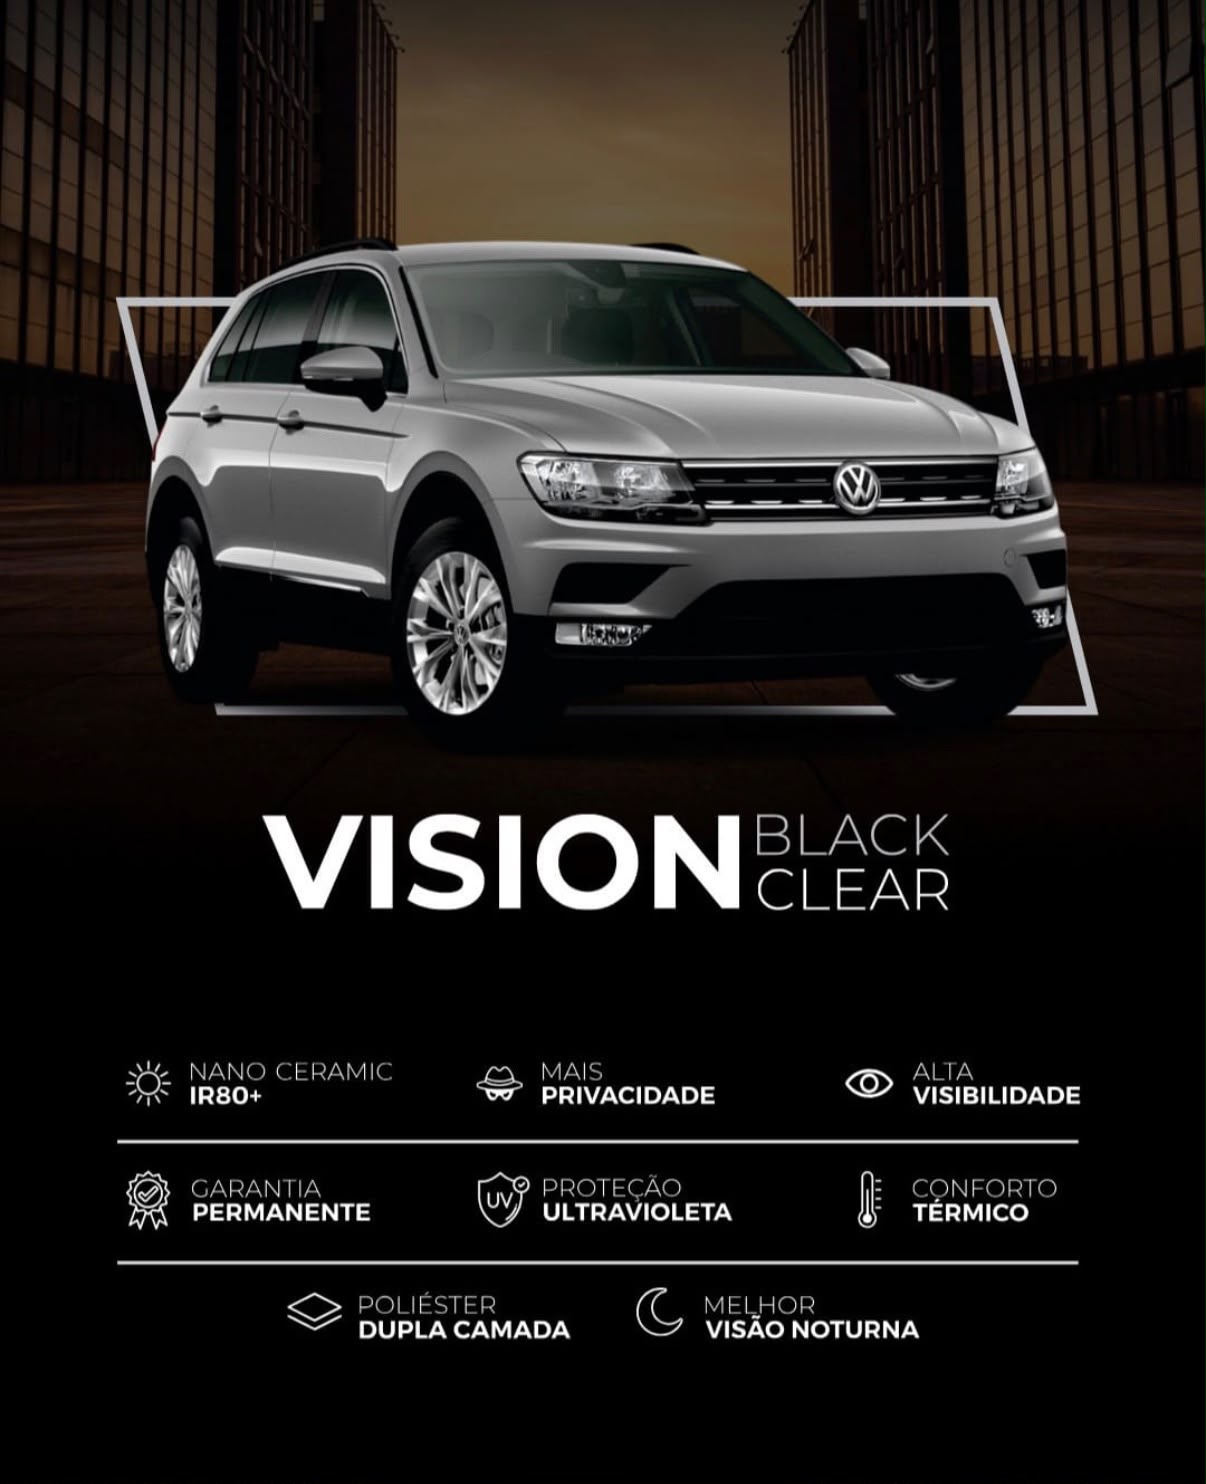 VISION
BLACK
CLEAR
NANO CERAMIC
IR80+
MAIS
PRIVACIDADE
ALTA
VISIBILIDADE
GARANTIA
PERMANENTE
UV
PROTEÇÃO
ULTRAVIOLETA
CONFORTO
TÉRMICO
POLIÉSTER
DUPLA CAMADA
MELHOR
VISÃO NOTURNA